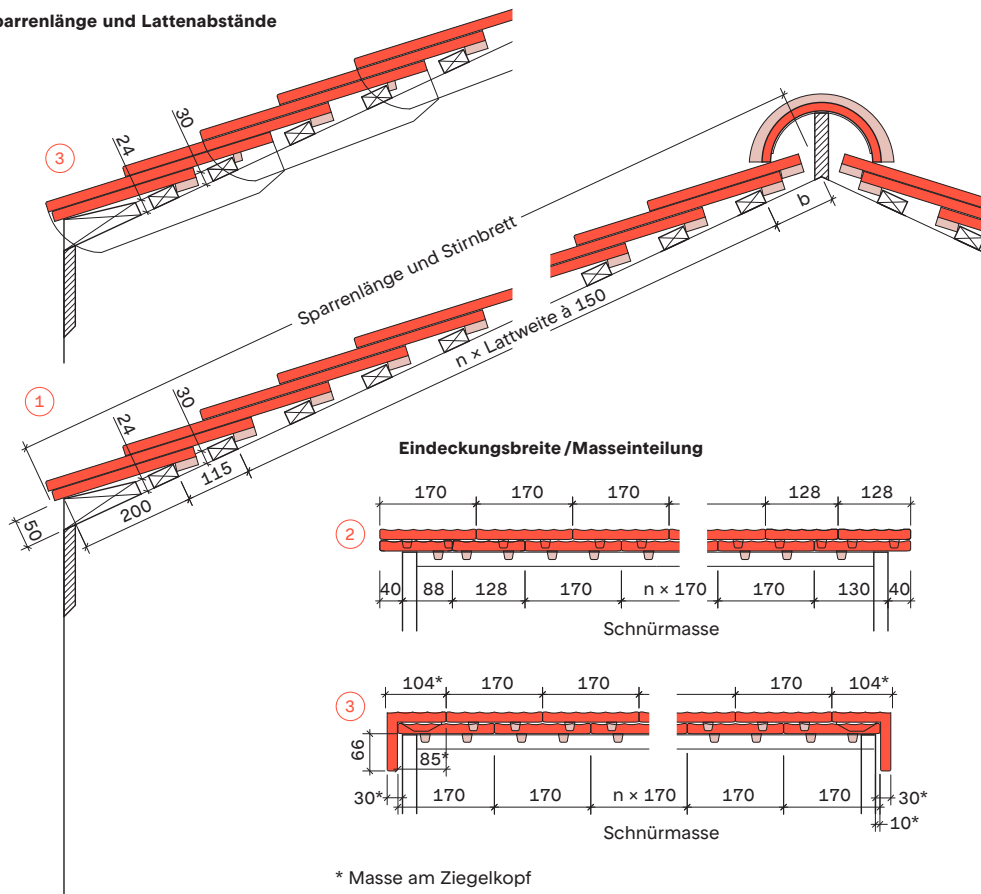 parrenlänge und Lattenabstände
3
24
30
Sparrenlänge und Stirnbrett
b
n × Lattweite à 150
1
24
30
50
200
115
Eindeckungsbreite/Masseinteilung
170 170 170 128 128
2
40 88 128 170 n × 170 170 130 40
Schnürmasse
104* 170 170 170 104*
3
66
85*
30* 170 170 n × 170 170 170 30*
10*
Schnürmasse
* Masse am Ziegelkopf